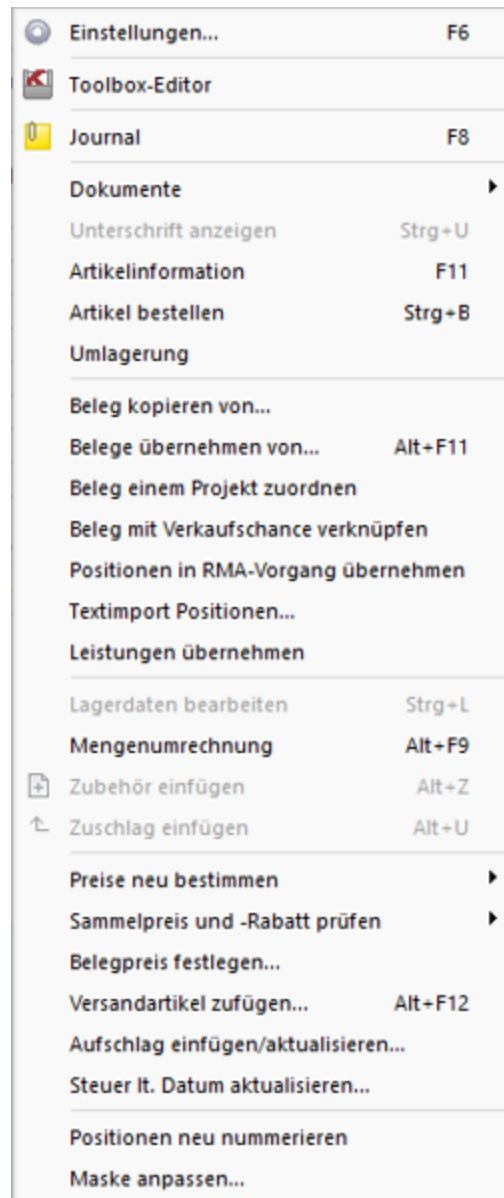 Einstellungen... F6
Toolbox-Editor
Journal F8
Dokumente
Unterschrift anzeigen Strg+U
Artikelinformation F11
Artikel bestellen Strg+B
Umlagerung
Beleg kopieren von...
Belege übernehmen von... Alt+F11
Beleg einem Projekt zuordnen
Beleg mit Verkaufschance verknüpfen
Positionen in RMA-Vorgang übernehmen
Textimport Positionen...
Leistungen übernehmen
Lagerdaten bearbeiten Strg+L
Mengenumrechnung Alt+F9
Zubehör einfügen Alt+Z
Zuschlag einfügen Alt+U
Preise neu bestimmen
Sammelpreis und -Rabatt prüfen
Belegpreis festlegen...
Versandartikel zufügen... Alt+F12
Aufschlag einfügen/aktualisieren...
Steuer lt. Datum aktualisieren...
Positionen neu nummerieren
Maske anpassen...